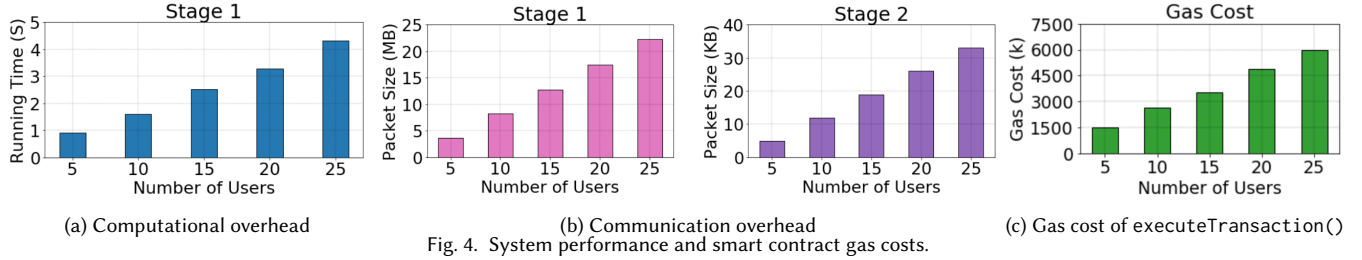 Stage 1
Running Time (S)
5
4
3
2
1
0
5 10 15 20 25
Number of Users
(a) Computational overhead
Stage 1
Packet Size (MB)
25
20
15
10
5
0
5 10 15 20 25
Number of Users
Stage 2
Packet Size (KB)
40
30
20
10
0
5 10 15 20 25
Number of Users
(b) Communication overhead
Gas Cost
Gas Cost (k)
7500
6000
4500
3000
1500
0
5 10 15 20 25
Number of Users
(c) Gas cost of executeTransaction()
Fig. 4. System performance and smart contract gas costs.